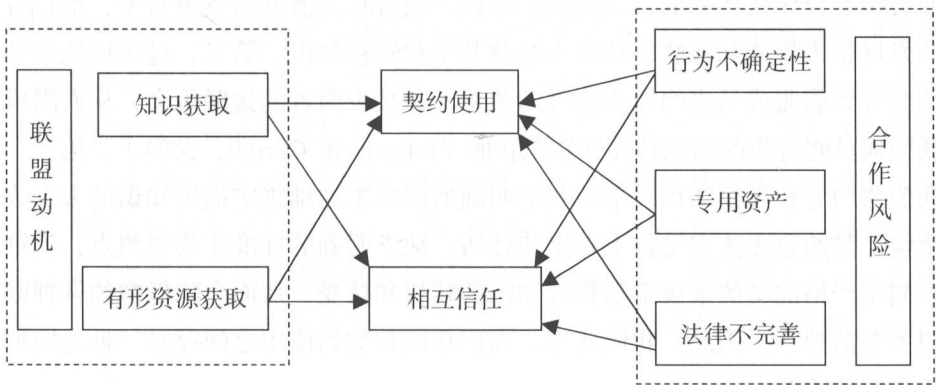 联盟动机
知识获取
有形资源获取
契约使用
相互信任
行为不确定性
专用资产
法律不完善
合作风险